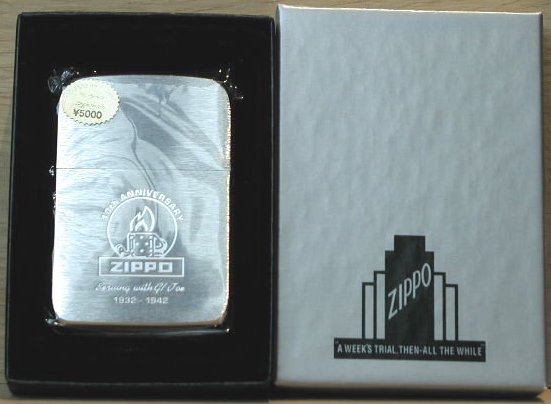 ¥5000
10th ANNIVERSARY
ZIPPO
Serving with G/ Joe
1932 - 1942
ZIPPO
"A WEEK'S TRIAL, THEN-ALL THE WHILE"